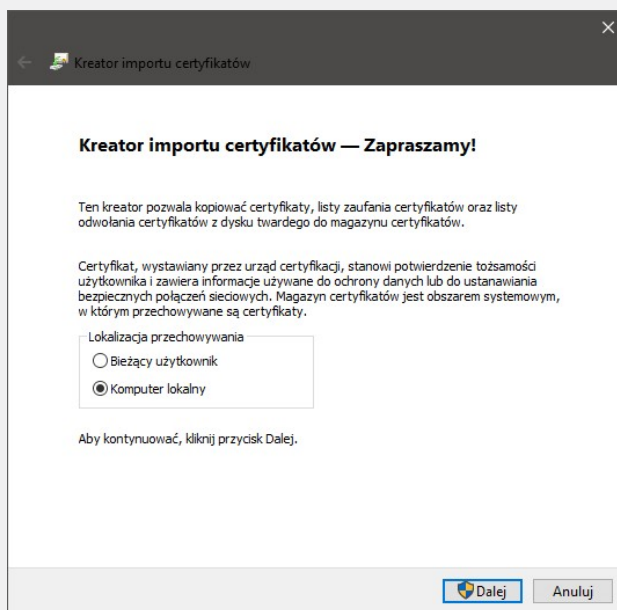 Kreator importu certyfikatów
Kreator importu certyfikatów — Zapraszamy!
Ten kreator pozwala kopiować certyfikaty, listy zaufania certyfikatów oraz listy
odwołania certyfikatów z dysku twardego do magazynu certyfikatów.
Certyfikat, wystawiany przez urząd certyfikacji, stanowi potwierdzenie tożsamości
użytkownika i zawiera informacje używane do ochrony danych lub do ustanawiania
bezpiecznych połączeń sieciowych. Magazyn certyfikatów jest obszarem systemowym,
w którym przechowywane są certyfikaty.
Lokalizacja przechowywania
Bieżący użytkownik
Komputer lokalny
Aby kontynuować, kliknij przycisk Dalej.
Dalej Anuluj